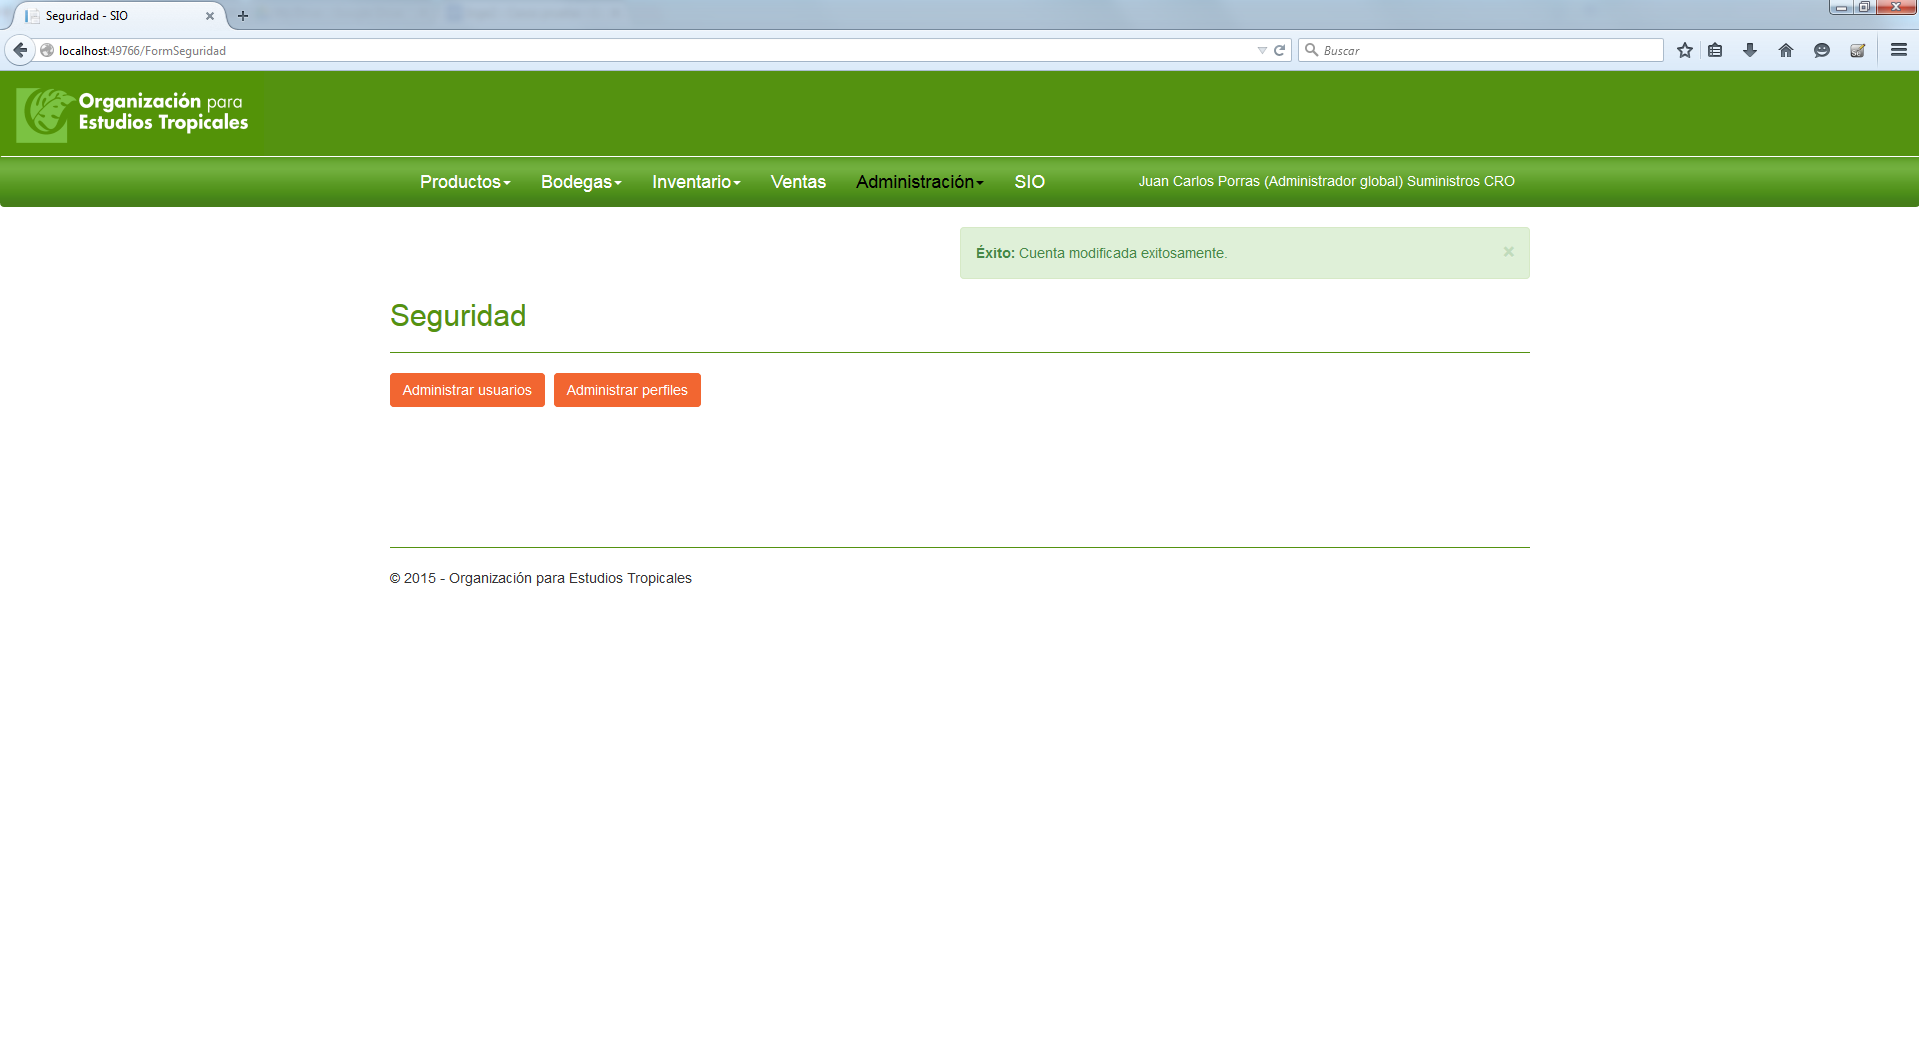 Seguridad - SIO
localhost:49766/FormSeguridad
Buscar
Organización para
Estudios Tropicales
Productos Bodegas Inventario Ventas Administración SIO Juan Carlos Porras (Administrador global) Suministros CRO
Éxito: Cuenta modificada exitosamente. ×
Seguridad
Administrar usuarios Administrar perfiles
© 2015 - Organización para Estudios Tropicales